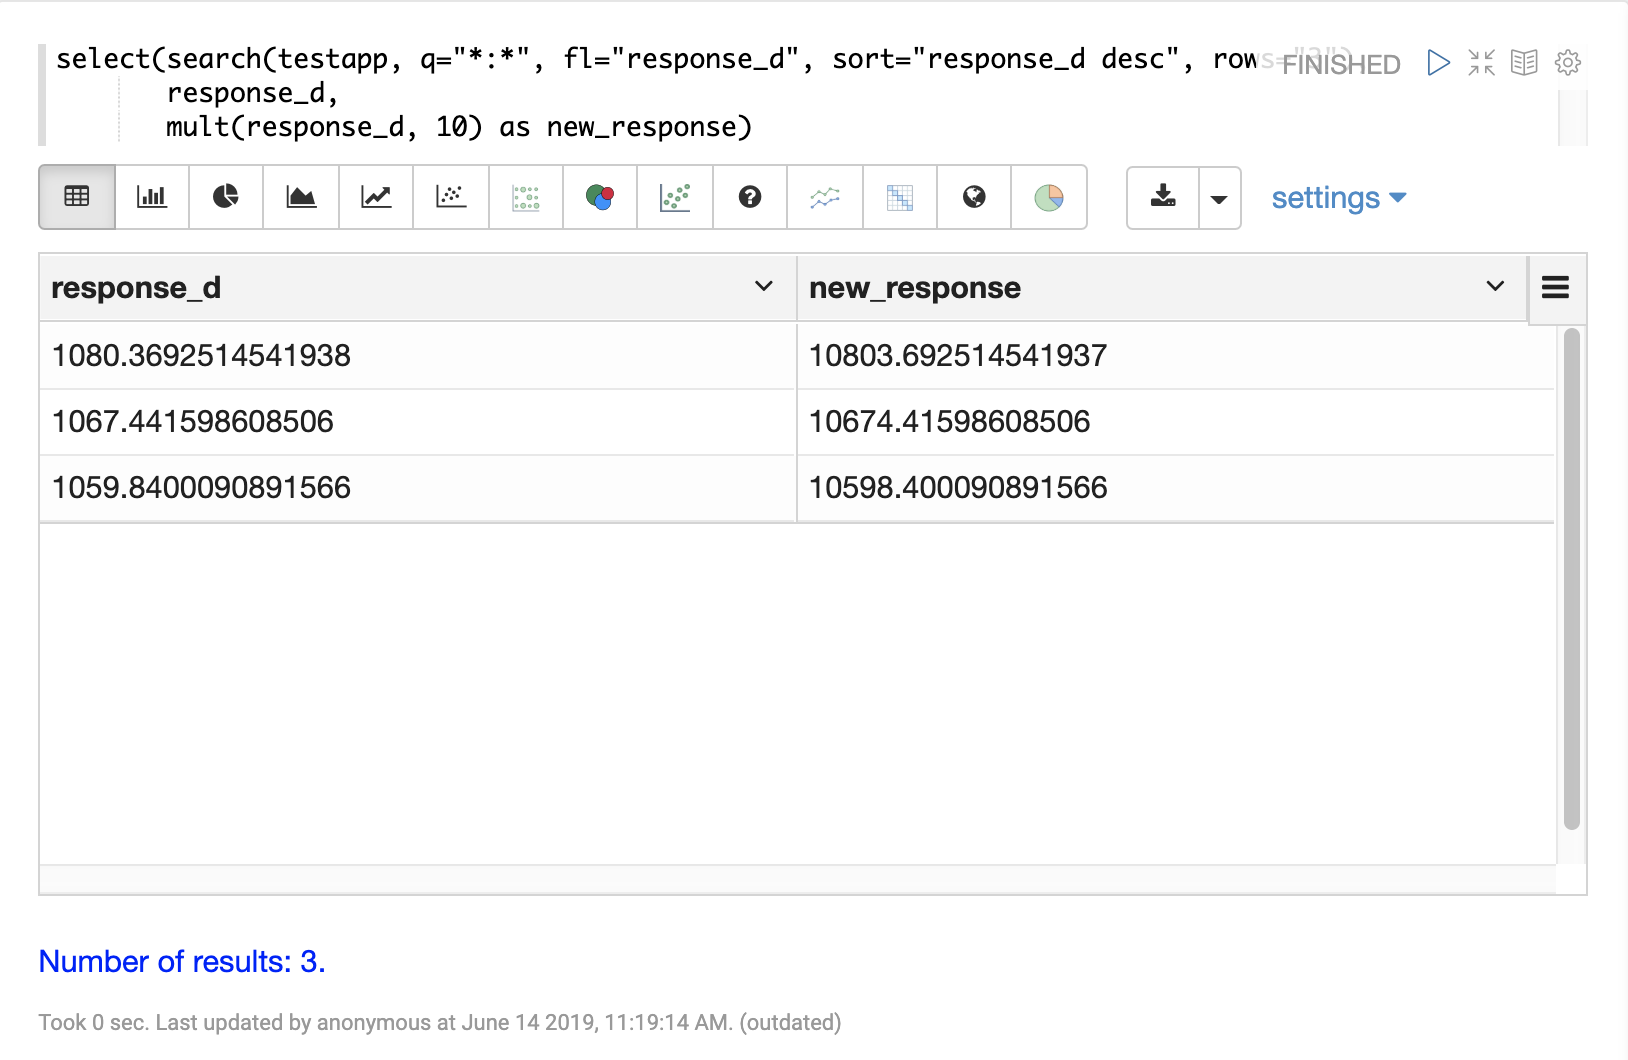 select(search(testapp, q="*:*", fl="response_d", sort="response_d desc", rows="3"),
response_d,
mult(response_d, 10) as new_response)
FINISHED
settings
response_d new_response
1080.3692514541938 10803.692514541937
1067.441598608506 10674.41598608506
1059.8400090891566 10598.400090891566
Number of results: 3.
Took 0 sec. Last updated by anonymous at June 14 2019, 11:19:14 AM. (outdated)